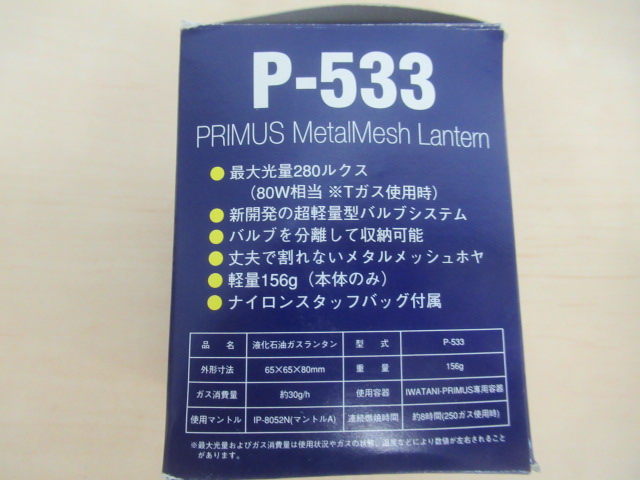 P-533
PRIMUS MetalMesh Lantern
●最大光量280ルクス
(80W相当 ※Tガス使用時)
●新開発の超軽量型バルブシステム
●バルブを分離して収納可能
●丈夫で割れないメタルメッシュホヤ
●軽量156g(本体のみ)
●ナイロンスタッフバッグ付属
品 名 液化石油ガスランタン 型 式 P-533
外形寸法 65×65×80mm 重 量 156g
ガス消費量 約30g/h 使用容器 IWATANI-PRIMUS専用容器
使用マントル IP-8052N(マントルA) 連続燃焼時間 約8時間(250ガス使用時)
※最大光量およびガス消費量は使用状況やガスの状態、温度などにより数値が左右されること
があります。